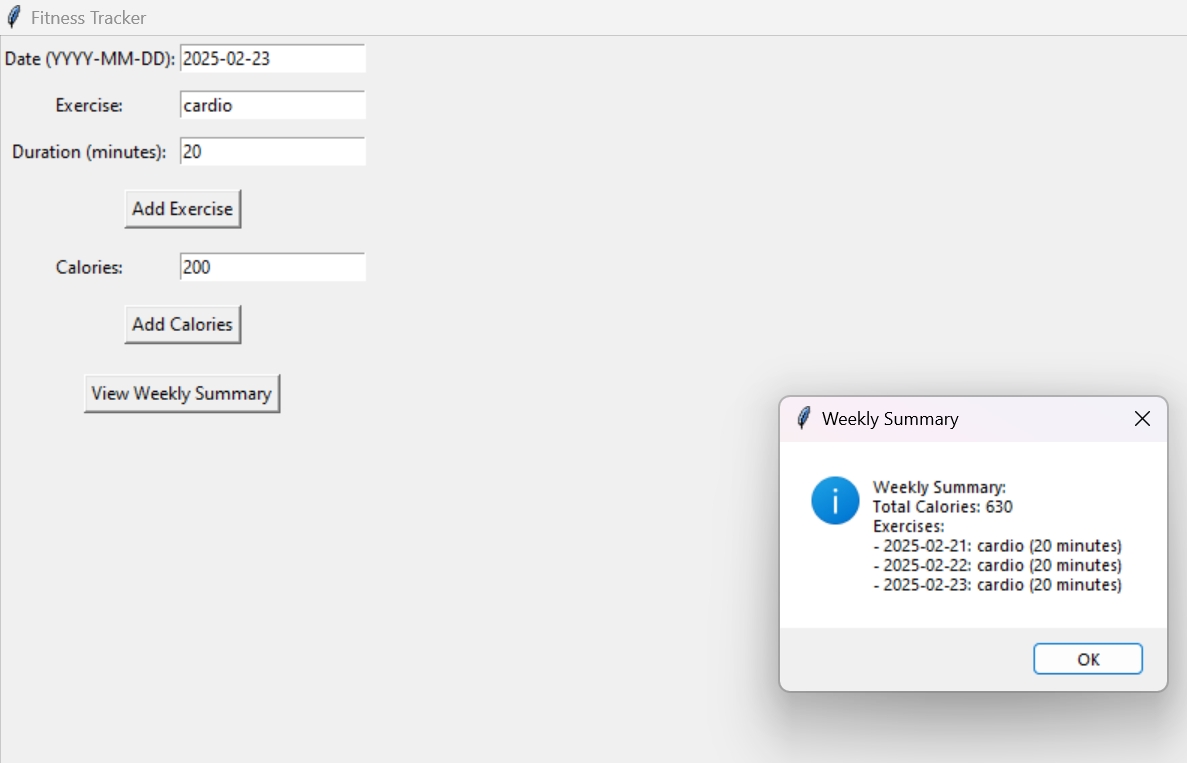 Fitness Tracker
Date (YYYY-MM-DD): 2025-02-23
Exercise: cardio
Duration (minutes): 20
Add Exercise
Calories: 200
Add Calories
View Weekly Summary
Weekly Summary
Weekly Summary:
Total Calories: 630
Exercises:
- 2025-02-21: cardio (20 minutes)
- 2025-02-22: cardio (20 minutes)
- 2025-02-23: cardio (20 minutes)
OK